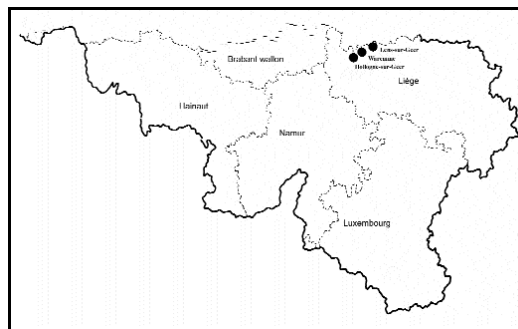 Lens-sur-Geer
Waremme
Hollogne-sur-Geer
Brabant wallon
Liège
Hainaut
Namur
Luxembourg